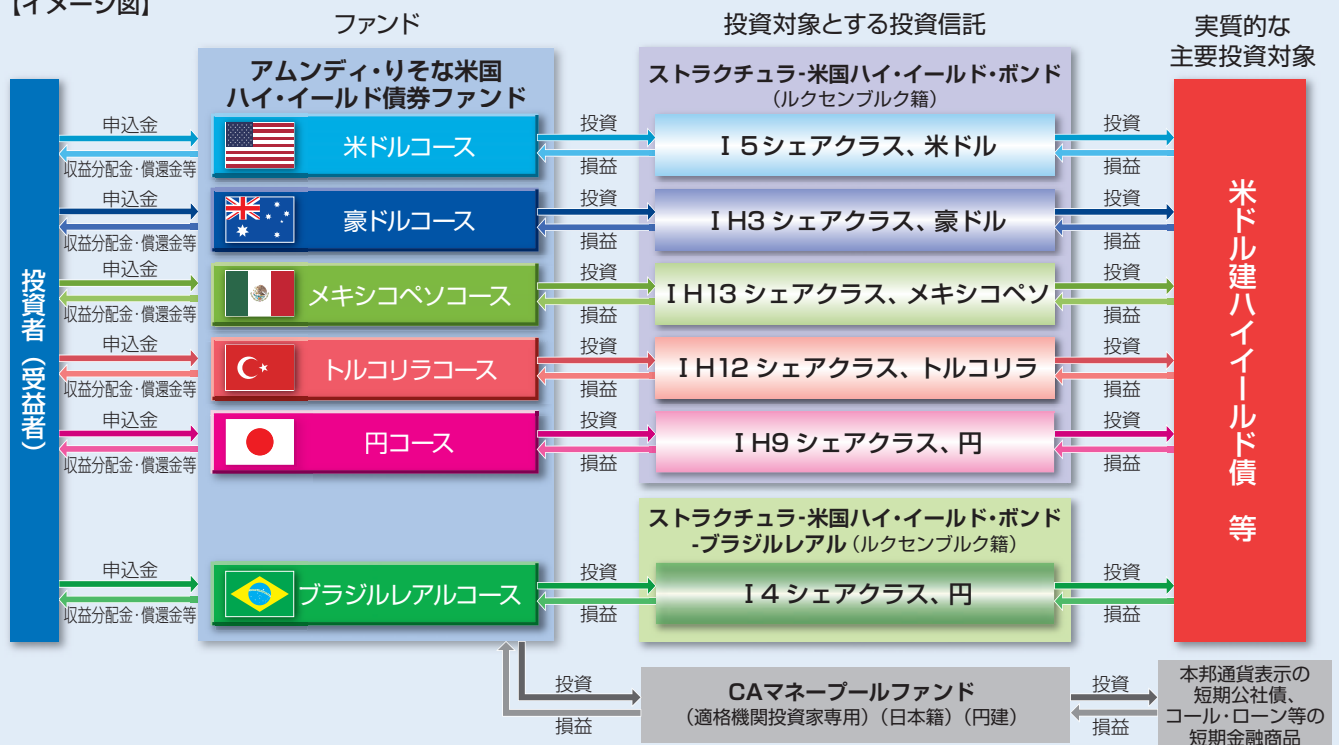 【イメージ図】
ファンド
投資対象とする投資信託
実質的な
主要投資対象
投資者（受益者）
アムンディ・りそな米国
ハイ・イールド債券ファンド
ストラクチュラ-米国ハイ・イールド・ボンド
（ルクセンブルク籍）
米ドル建ハイイールド債 等
申込金
収益分配金・償還金等
米ドルコース
投資
損益
I 5シェアクラス、米ドル
投資
損益
申込金
収益分配金・償還金等
豪ドルコース
投資
損益
I H3 シェアクラス、豪ドル
投資
損益
申込金
収益分配金・償還金等
メキシコペソコース
投資
損益
I H13 シェアクラス、メキシコペソ
投資
損益
申込金
収益分配金・償還金等
トルコリラコース
投資
損益
I H12 シェアクラス、トルコリラ
投資
損益
申込金
収益分配金・償還金等
円コース
投資
損益
I H9 シェアクラス、円
投資
損益
ストラクチュラ-米国ハイ・イールド・ボンド
-ブラジルレアル（ルクセンブルク籍）
申込金
収益分配金・償還金等
ブラジルレアルコース
投資
損益
I 4 シェアクラス、円
投資
損益
投資
損益
CAマネープールファンド
（適格機関投資家専用）（日本籍）（円建）
投資
損益
本邦通貨表示の
短期公社債、
コール・ローン等の
短期金融商品